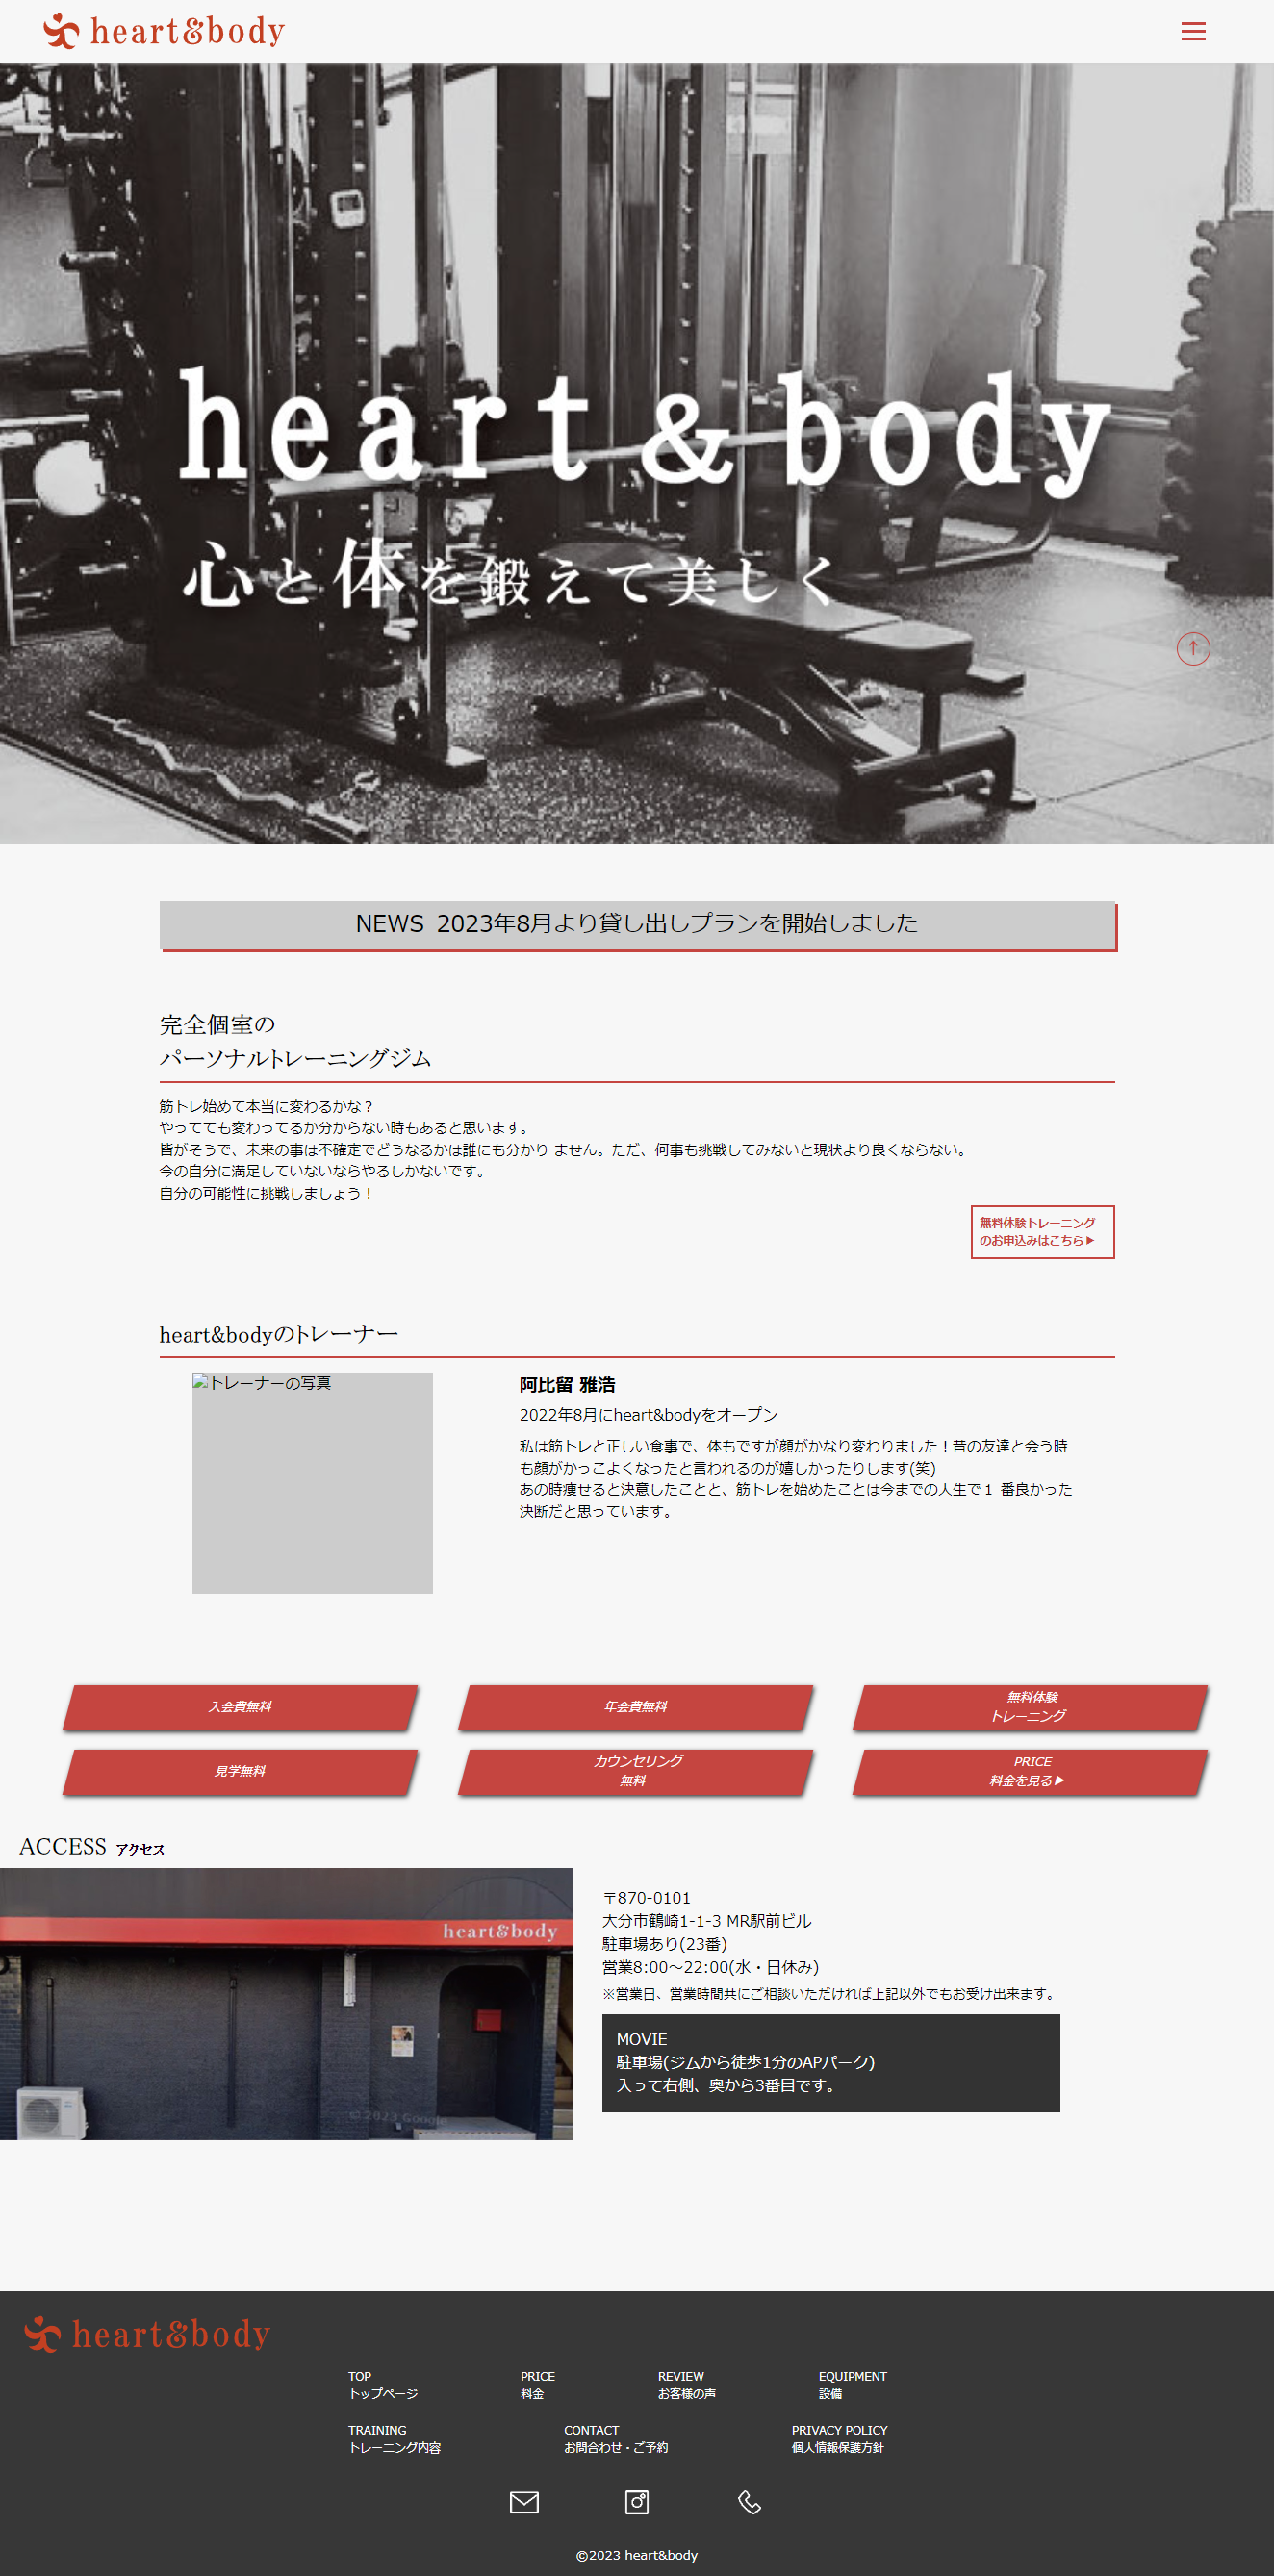 heart&body
heart & body
心と体を鍛えて美しく
↑
NEWS 2023年8月より貸し出しプランを開始しました
完全個室の
パーソナルトレーニングジム
筋トレ始めて本当に変わるかな？
やってても変わってるか分からない時もあると思います。
皆がそうで、未来の事は不確定でどうなるかは誰にも分かり ません。ただ、何事も挑戦してみないと現状より良くならない。
今の自分に満足していないならやるしかないです。
自分の可能性に挑戦しましょう！
無料体験トレーニング
のお申込みはこちら▶
heart&bodyのトレーナー
トレーナーの写真
阿比留 雅浩
2022年8月にheart&bodyをオープン
私は筋トレと正しい食事で、体もですが顔がかなり変わりました！昔の友達と会う時
も顔がかっこよくなったと言われるのが嬉しかったりします(笑)
あの時痩せると決意したことと、筋トレを始めたことは今までの人生で１ 番良かった
決断だと思っています。
入会費無料
年会費無料
無料体験
トレーニング
見学無料
カウンセリング
無料
PRICE
料金を見る▶
ACCESS アクセス
heart&body
© 2023 Google
〒870-0101
大分市鶴崎1-1-3 MR駅前ビル
駐車場あり(23番)
営業8:00～22:00(水・日休み)
※営業日、営業時間共にご相談いただければ上記以外でもお受け出来ます。
MOVIE
駐車場(ジムから徒歩1分のAPパーク)
入って右側、奥から3番目です。
heart&body
TOP
トップページ
PRICE
料金
REVIEW
お客様の声
EQUIPMENT
設備
TRAINING
トレーニング内容
CONTACT
お問合わせ・ご予約
PRIVACY POLICY
個人情報保護方針
©2023 heart&body